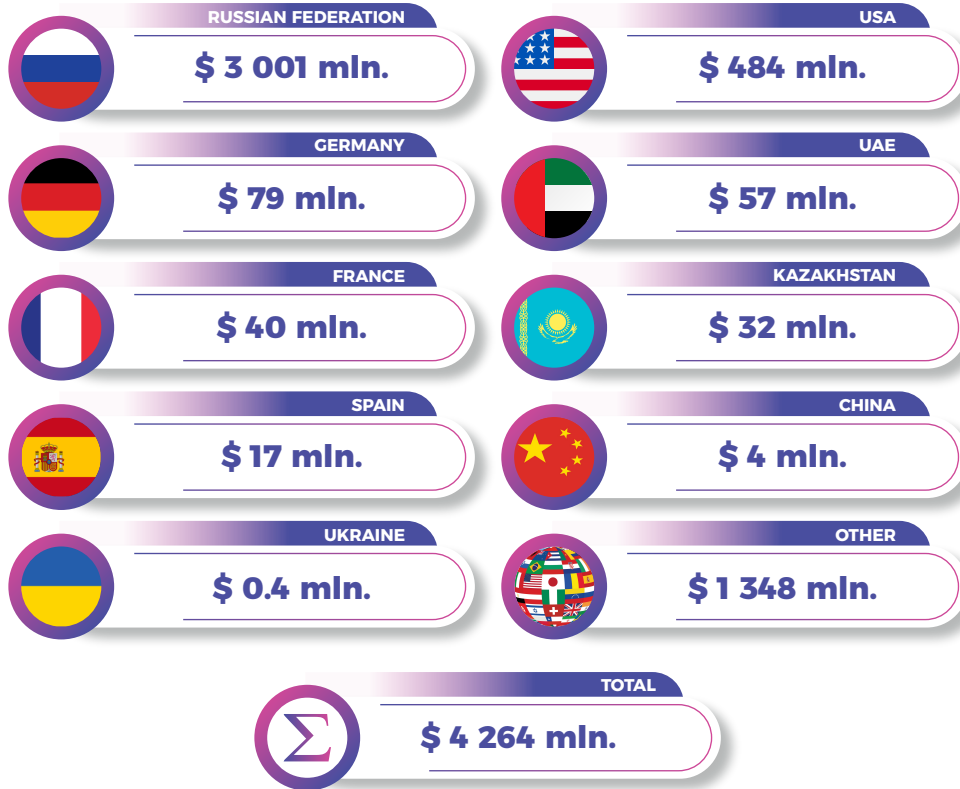 RUSSIAN FEDERATION
$ 3 001 mln.
USA
$ 484 mln.
GERMANY
$ 79 mln.
UAE
$ 57 mln.
FRANCE
$ 40 mln.
KAZAKHSTAN
$ 32 mln.
SPAIN
$ 17 mln.
CHINA
$ 4 mln.
UKRAINE
$ 0.4 mln.
OTHER
$ 1 348 mln.
TOTAL
Σ
$ 4 264 mln.